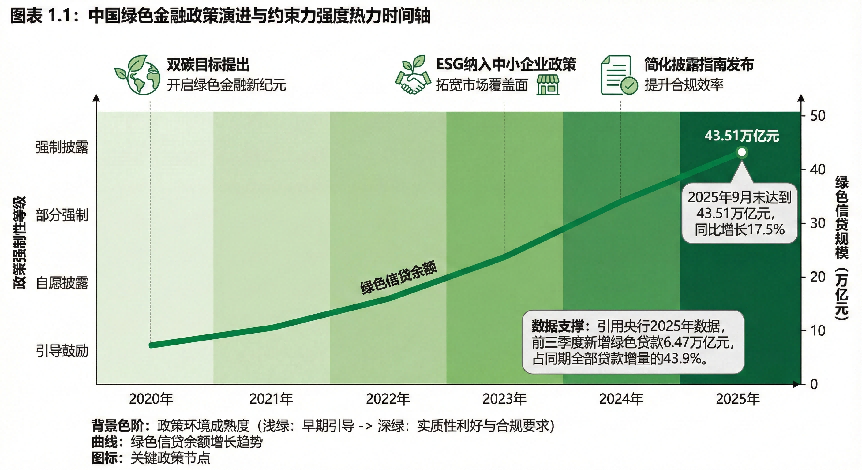 图表 1.1：中国绿色金融政策演进与约束力强度热力时间轴
双碳目标提出
开启绿色金融新纪元
ESG纳入中小企业政策
拓宽市场覆盖面
简化披露指南发布
提升合规效率
政策强制性等级
强制披露
部分强制
自愿披露
引导鼓励
绿色信贷余额
43.51万亿元
2025年9月末达到
43.51万亿元，
同比增长17.5%
数据支撑：引用央行2025年数据，
前三季度新增绿色贷款6.47万亿元，
占同期全部贷款增量的43.9%。
50
40
30
20
10
0
绿色信贷规模（万亿元）
2020年
2021年
2022年
2023年
2024年
2025年
背景色阶：政策环境成熟度（浅绿：早期引导 -> 深绿：实质性利好与合规要求）
曲线：绿色信贷余额增长趋势
图标：关键政策节点